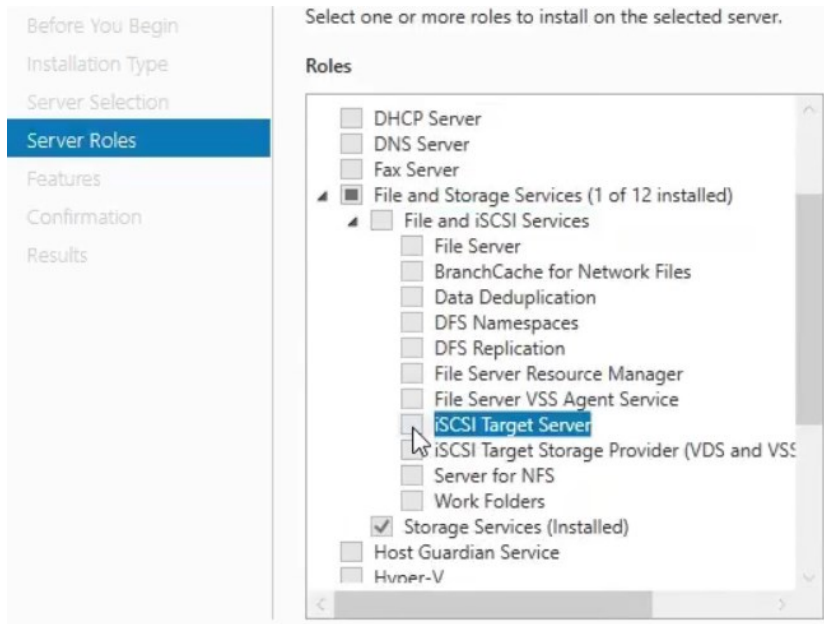 Before You Begin
Installation Type
Server Selection
Server Roles
Features
Confirmation
Results
Select one or more roles to install on the selected server.
Roles
DHCP Server
DNS Server
Fax Server
File and Storage Services (1 of 12 installed)
File and iSCSI Services
File Server
BranchCache for Network Files
Data Deduplication
DFS Namespaces
DFS Replication
File Server Resource Manager
File Server VSS Agent Service
iSCSI Target Server
iSCSI Target Storage Provider (VDS and VSS
Server for NFS
Work Folders
Storage Services (Installed)
Host Guardian Service
Hyper-V